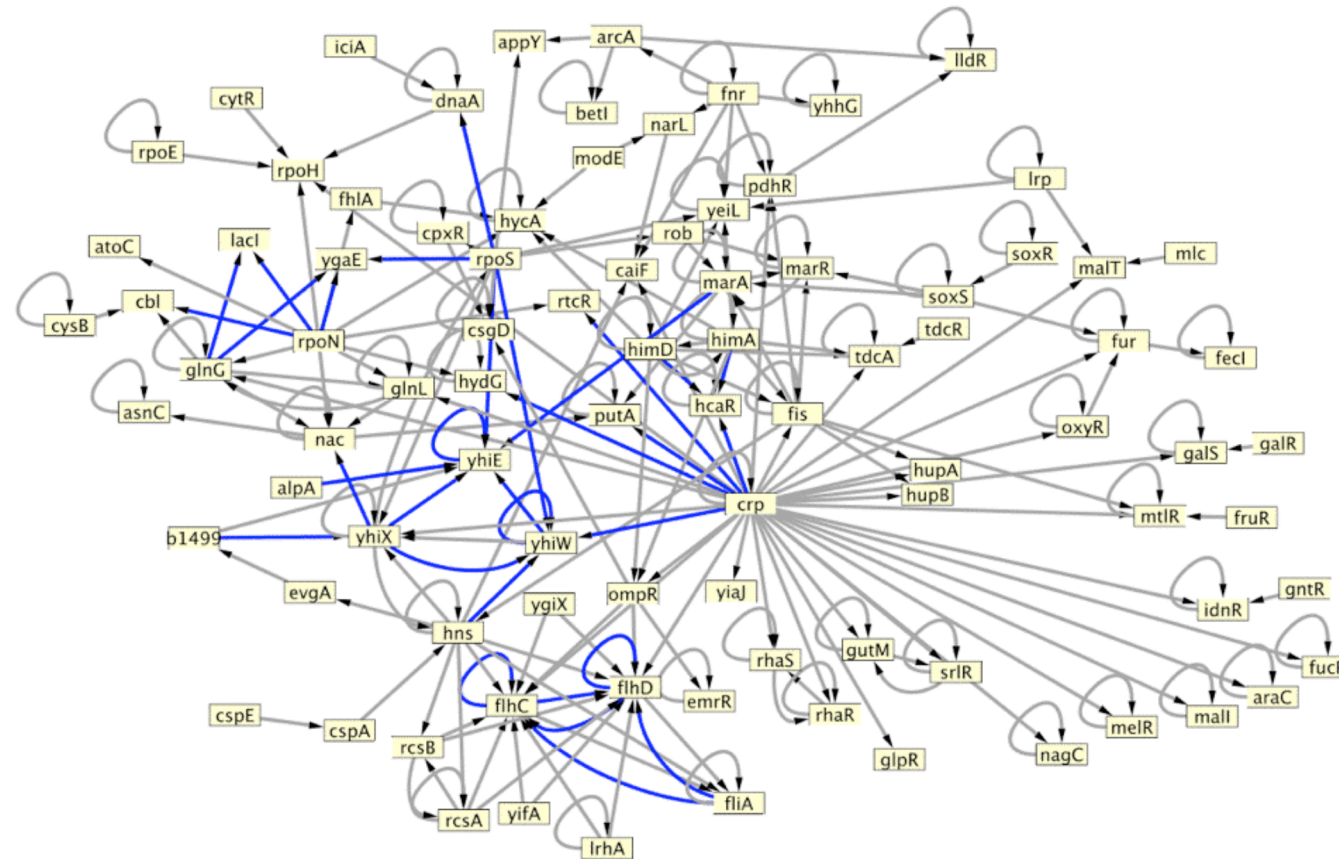 iciA
appY
arcA
lldR
cytR
dnaA
fnr
betI
yhhG
narL
rpoE
modE
rpoH
pdhR
lrp
fhlA
yeiL
hycA
cpxR
rob
lacI
atoC
ygaE
rpoS
caiF
marR
soxR
malT
mlc
marA
cbl
rtcR
soxS
cysB
csgD
tdcR
rpoN
himD
himA
fur
glnG
tdcA
fecI
hydG
glnL
asnC
putA
hcaR
fis
oxyR
nac
galS
galR
yhiE
hupA
alpA
hupB
crp
mtlR
fruR
b1499
yhiX
yhiW
evgA
ygiX
ompR
yiaJ
gntR
idnR
hns
rhaS
gutM
srlR
flhD
araC
flhC
emrR
cspE
cspA
rhaR
melR
malI
rcsB
nagC
glpR
fliA
rcsA
yifA
lrhA